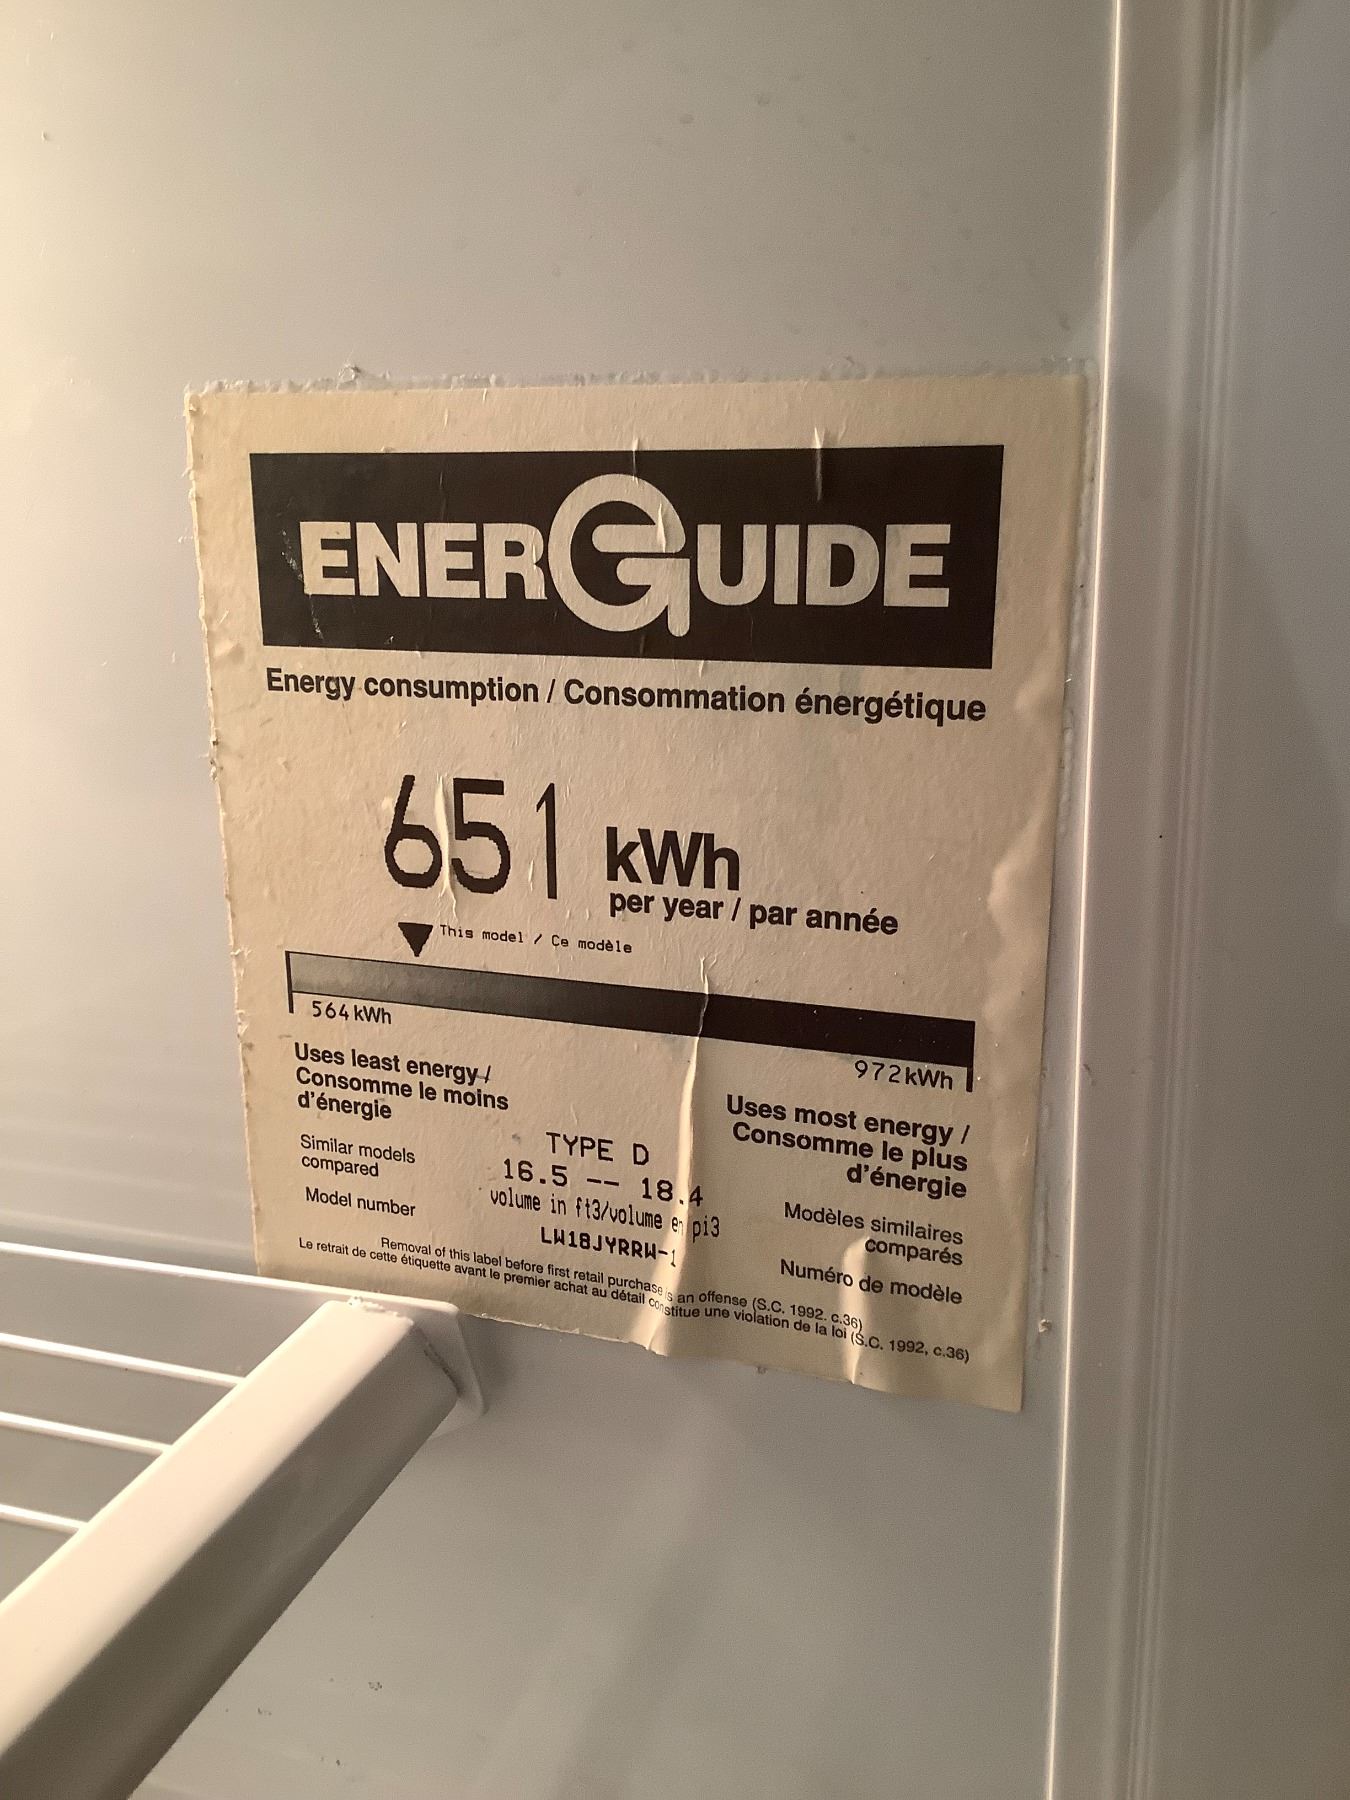 ENERGUIDE
Energy consumption / Consommation énergétique
651 kWh
per year / par année
This model / Ce modèle
564 kWh
972 kWh
Uses least energy /
Consomme le moins
d'énergie
Uses most energy /
Consomme le plus
d'énergie
Similar models
compared
TYPE D
16.5 -- 18.4
volume in ft3/volume en pi3
Modèles similaires
comparés
Model number
LW18JYRRW-1
Numéro de modèle
Removal of this label before first retail purchase is an offense (S.C. 1992. c.36)
Le retrait de cette étiquette avant le premier achat au détail constitue une violation de la loi (S.C. 1992, c.36)